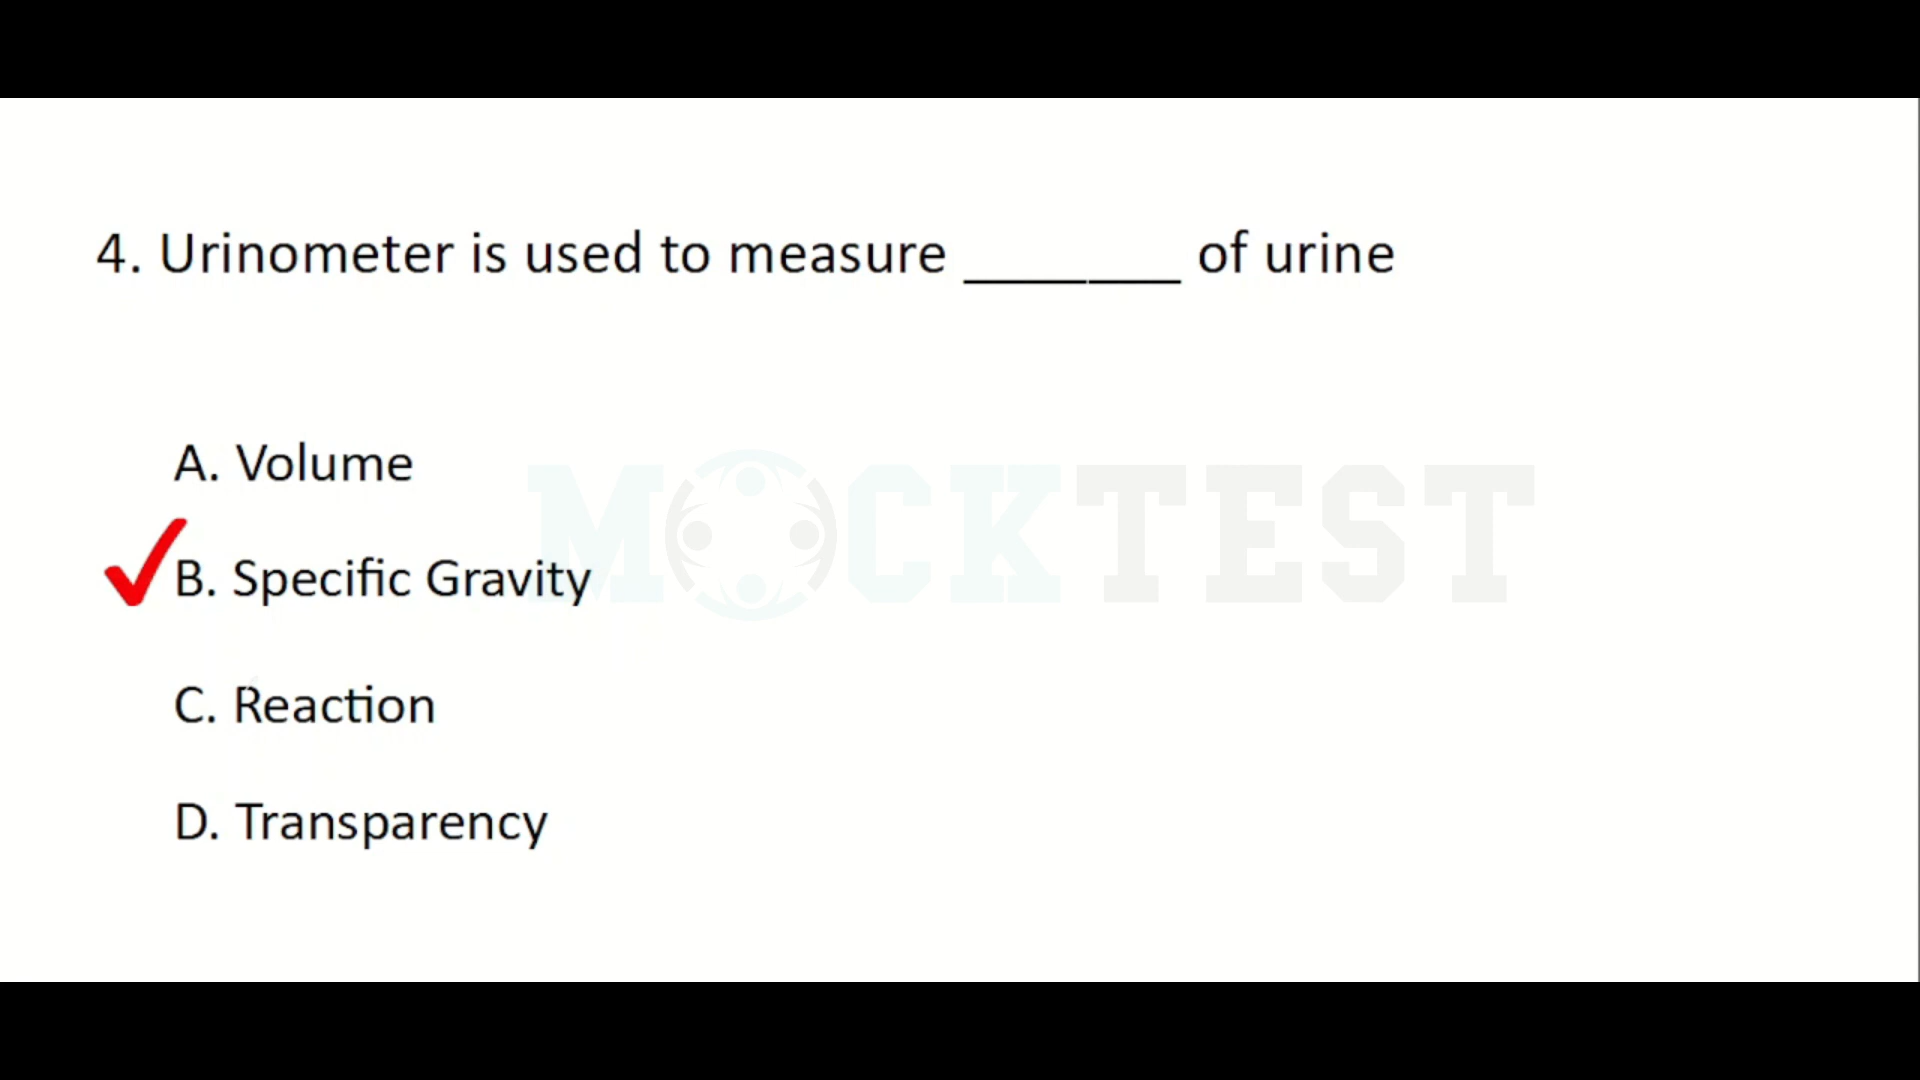 4. Urinometer is used to measure _______ of urine
A. Volume
MOCKTEST
B. Specific Gravity
C. Reaction
D. Transparency